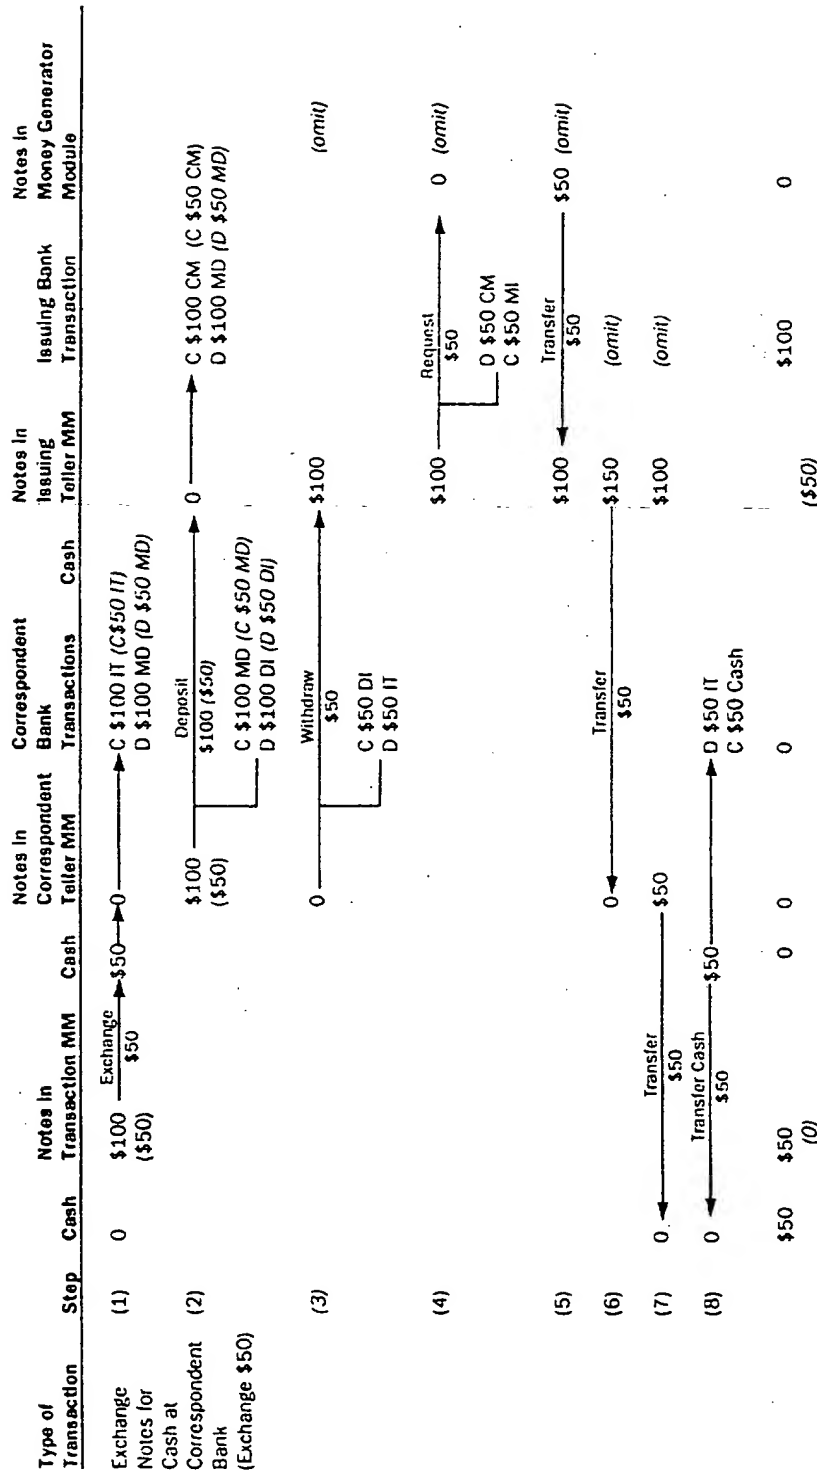 Type of Transaction
Step
Cash
Notes In Transaction MM
Cash
Notes In Correspondent Teller MM
Correspondent Bank Transactions
Cash
Notes In Issuing Teller MM
Issuing Bank Transaction
Notes In Money Generator Module
Exchange
Notes for
Cash at
Correspondent
Bank
(Exchange $50)
(1)
0
$100
($50)
Exchange
$50
$50
0
C $100 IT (C$50 IT)
D $100 MD (D $50 MD)
(2)
$100
($50)
Deposit
$100 ($50)
C $100 MD (C $50 MD)
D $100 DI (D $50 DI)
0
C $100 CM (C $50 CM)
D $100 MD (D $50 MD)
(3)
0
Withdraw
$50
C $50 DI
D $50 IT
$100
(omit)
(4)
$100
Request
$50
D $50 CM
C $50 MI
0 (omit)
(5)
$100
Transfer
$50
$50 (omit)
(6)
0
Transfer
$50
$150
(omit)
(7)
0
Transfer
$50
$50
$100
(omit)
(8)
0
Transfer Cash
$50
$50
D $50 IT
C $50 Cash
$50
$50
(0)
0
0
0
($50)
$100
0